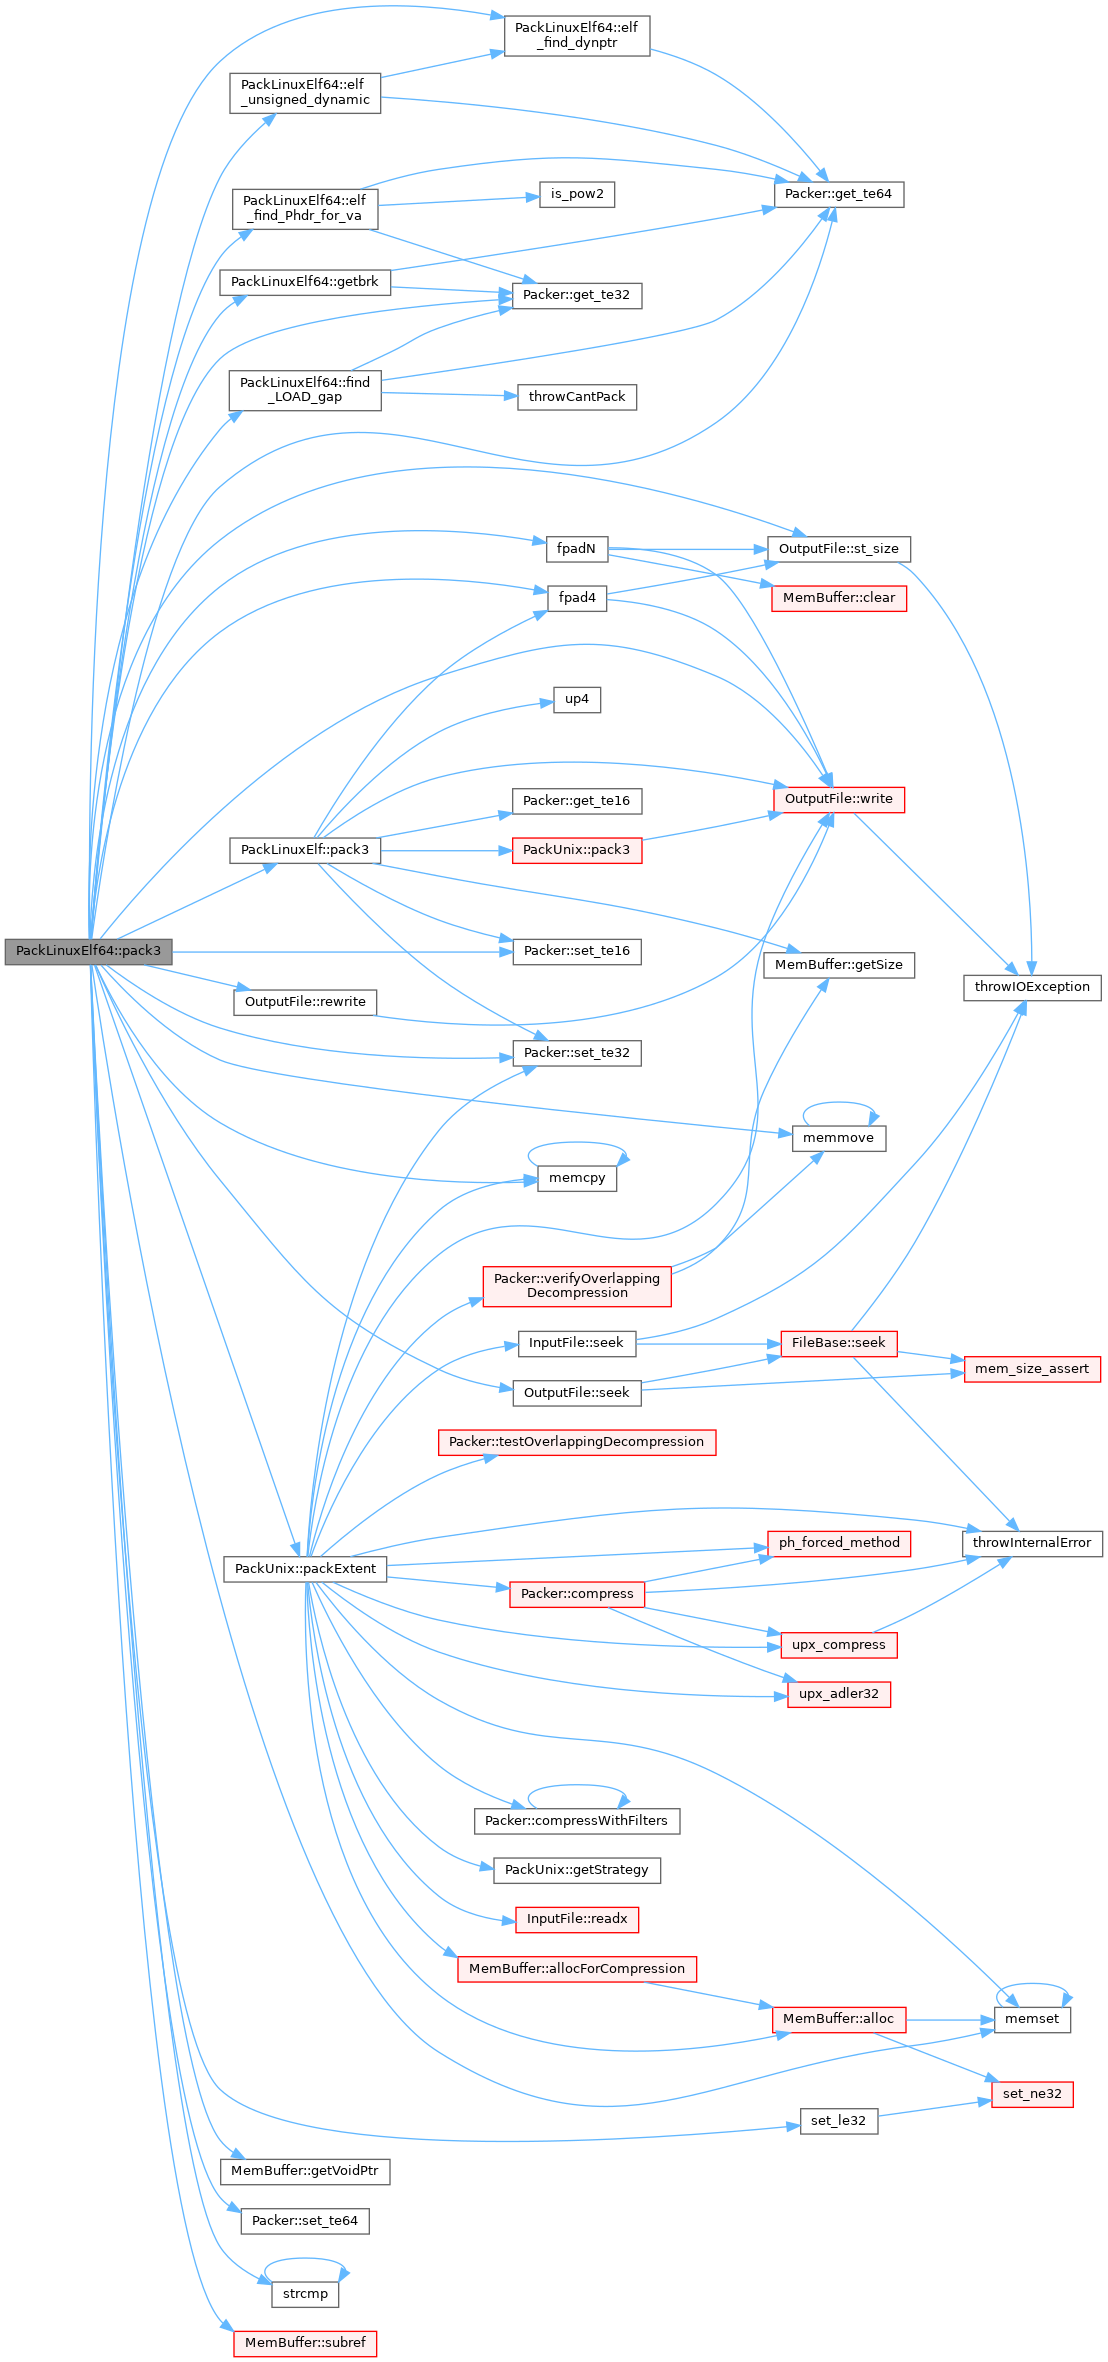 PackLinuxElf64::elf
_find_dynptr
PackLinuxElf64::elf
_unsigned_dynamic
Packer::get_te64
is_pow2
PackLinuxElf64::elf
_find_Phdr_for_va
PackLinuxElf64::getbrk
Packer::get_te32
PackLinuxElf64::find
_LOAD_gap
throwCantPack
fpadN
OutputFile::st_size
fpad4
MemBuffer::clear
up4
OutputFile::write
Packer::get_te16
PackLinuxElf::pack3
PackUnix::pack3
PackLinuxElf64::pack3
Packer::set_te16
MemBuffer::getSize
throwIOException
OutputFile::rewrite
Packer::set_te32
memmove
memcpy
Packer::verifyOverlapping
Decompression
InputFile::seek
FileBase::seek
mem_size_assert
OutputFile::seek
Packer::testOverlappingDecompression
ph_forced_method
throwInternalError
PackUnix::packExtent
Packer::compress
upx_compress
upx_adler32
Packer::compressWithFilters
PackUnix::getStrategy
InputFile::readx
MemBuffer::allocForCompression
MemBuffer::alloc
memset
set_ne32
set_le32
MemBuffer::getVoidPtr
Packer::set_te64
strcmp
MemBuffer::subref